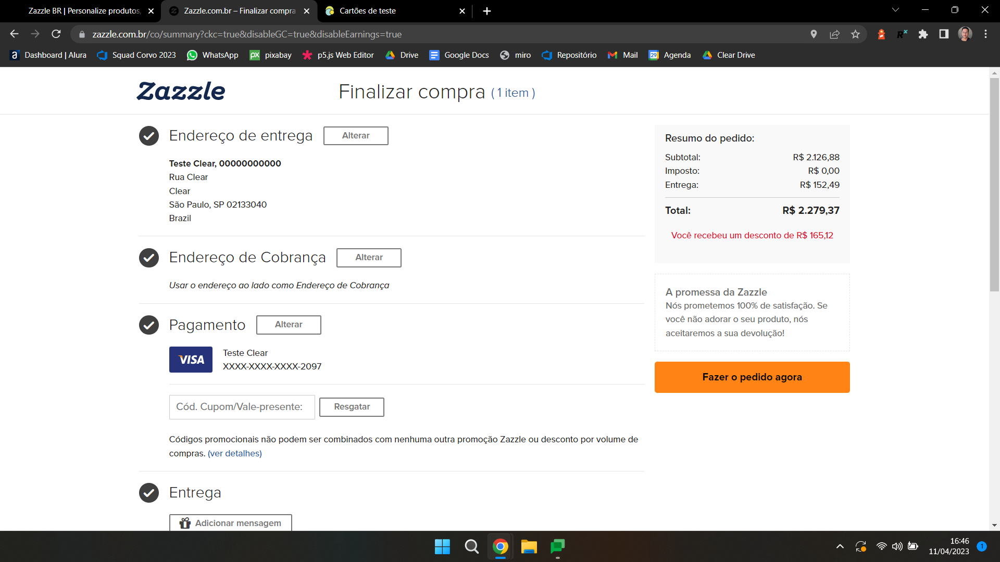 Zazzle BR | Personalize produtos,
Zazzle.com.br – Finalizar compra
Cartões de teste
zazzle.com.br/co/summary?ckc=true&disableGC=true&disableEarnings=true
Dashboard | Alura
Squad Corvo 2023
WhatsApp
px pixabay
p5.js Web Editor
Drive
Google Docs
miro
Repositório
Mail
29 Agenda
Clear Drive
Zazzle
Finalizar compra ( 1 item )
Endereço de entrega
Alterar
Teste Clear, 00000000000
Rua Clear
Clear
São Paulo, SP 02133040
Brazil
Endereço de Cobrança
Alterar
Usar o endereço ao lado como Endereço de Cobrança
Pagamento
Alterar
VISA
Teste Clear
XXXX-XXXX-XXXX-2097
Cód. Cupom/Vale-presente:
Resgatar
Códigos promocionais não podem ser combinados com nenhuma outra promoção Zazzle ou desconto por volume de
compras. (ver detalhes)
Entrega
Adicionar mensagem
Resumo do pedido:
Subtotal: R$ 2.126,88
Imposto: R$ 0,00
Entrega: R$ 152,49
Total: R$ 2.279,37
Você recebeu um desconto de R$ 165,12
A promessa da Zazzle
Nós prometemos 100% de satisfação. Se
você não adorar o seu produto, nós
aceitaremos a sua devolução!
Fazer o pedido agora
16:46
11/04/2023
1